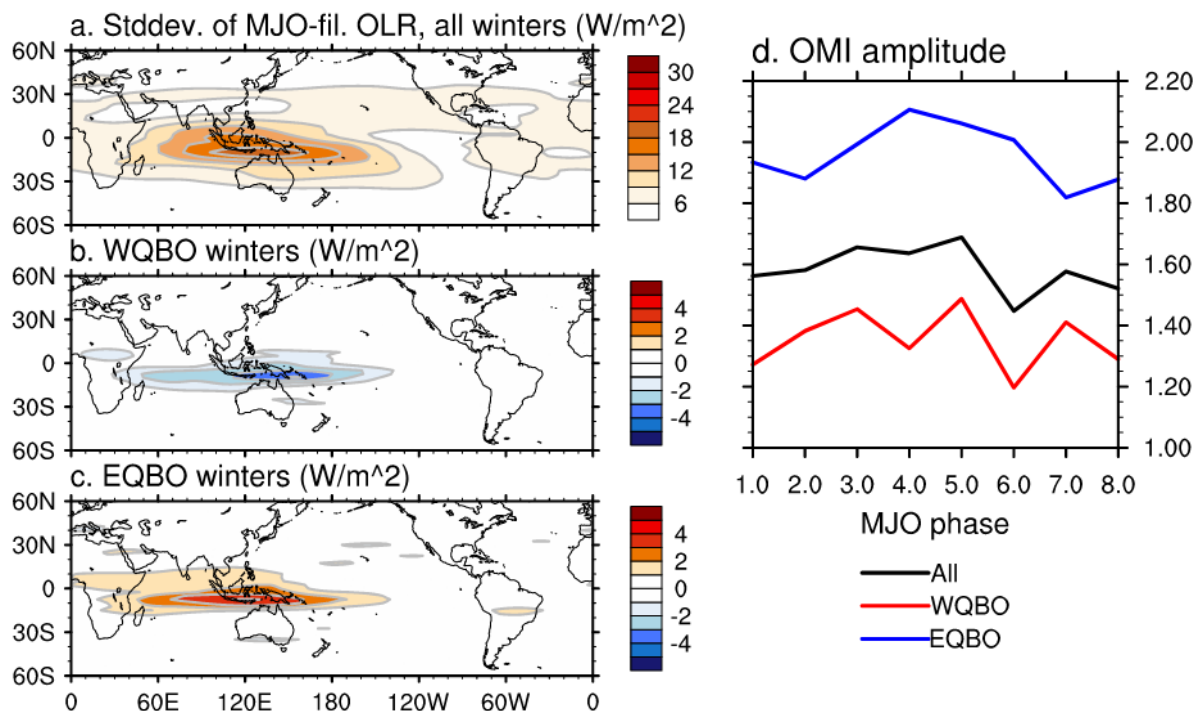 a. Stddev. of MJO-fil. OLR, all winters (W/m^2)
60N
30N
0
30S
60S
30
24
18
12
6
b. WQBO winters (W/m^2)
60N
30N
0
30S
60S
4
2
0
-2
-4
c. EQBO winters (W/m^2)
60N
30N
0
30S
60S
4
2
0
-2
-4
0 60E 120E 180 120W 60W 0
d. OMI amplitude
2.20
2.00
1.80
1.60
1.40
1.20
1.00
1.0 2.0 3.0 4.0 5.0 6.0 7.0 8.0
MJO phase
All
WQBO
EQBO